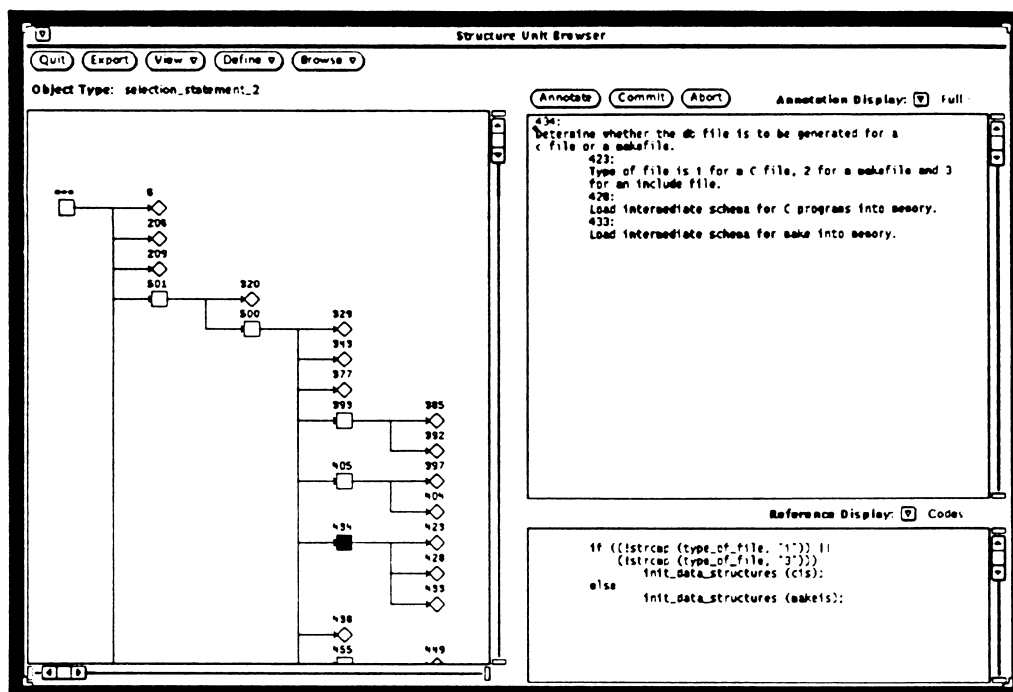 Structure Unit Browser
Quit Export View Define Browse
Object Type: selection_statement_2
Annotate Commit Abort Annotation Display: Full
434:
Determine whether the db file is to be generated for a
c file or a makefile.
423:
Type of file is 1 for a C file, 2 for a makefile and 3
for an include file.
428:
Load intermediate schema for C programs into memory.
433:
Load intermediate schema for make into memory.
6
208
209
501
320
500
329
343
377
393
385
392
405
397
404
434
423
428
433
438
455
449
Reference Display: Codes
if ((!strcmp (type_of_file, "1")) ||
(!strcmp (type_of_file, "3")))
init_data_structures (cis);
else
init_data_structures (makeis);